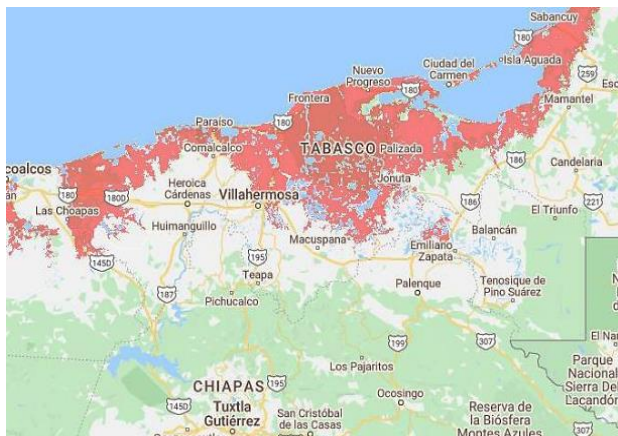 Sabancuy
180
Isla Aguada
Ciudad del
Carmen
259
Nuevo
Progreso
180
Mamantel
Frontera
Paraiso
180
TABASCO
Palizada
186
Candelaria
Comalcalco
Jonuta
180
180D
Heroica
Cárdenas
Villahermosa
186
221
Las Choapas
El Triunfo
Huimanguillo
Macuspana
Balancán
Emiliano
Zapata
145D
195
Teapa
Tenosique de
Pino Suárez
187
Pichucalco
Palenque
199
307
Los Pajaritos
Parque
Nacional
Sierra Del
Lacandón
CHIAPAS
195
145D
Tuxtla
Gutiérrez
Ocosingo
San Cristóbal
de las Casas
Reserva de
la Biósfera
Montes Azules
307